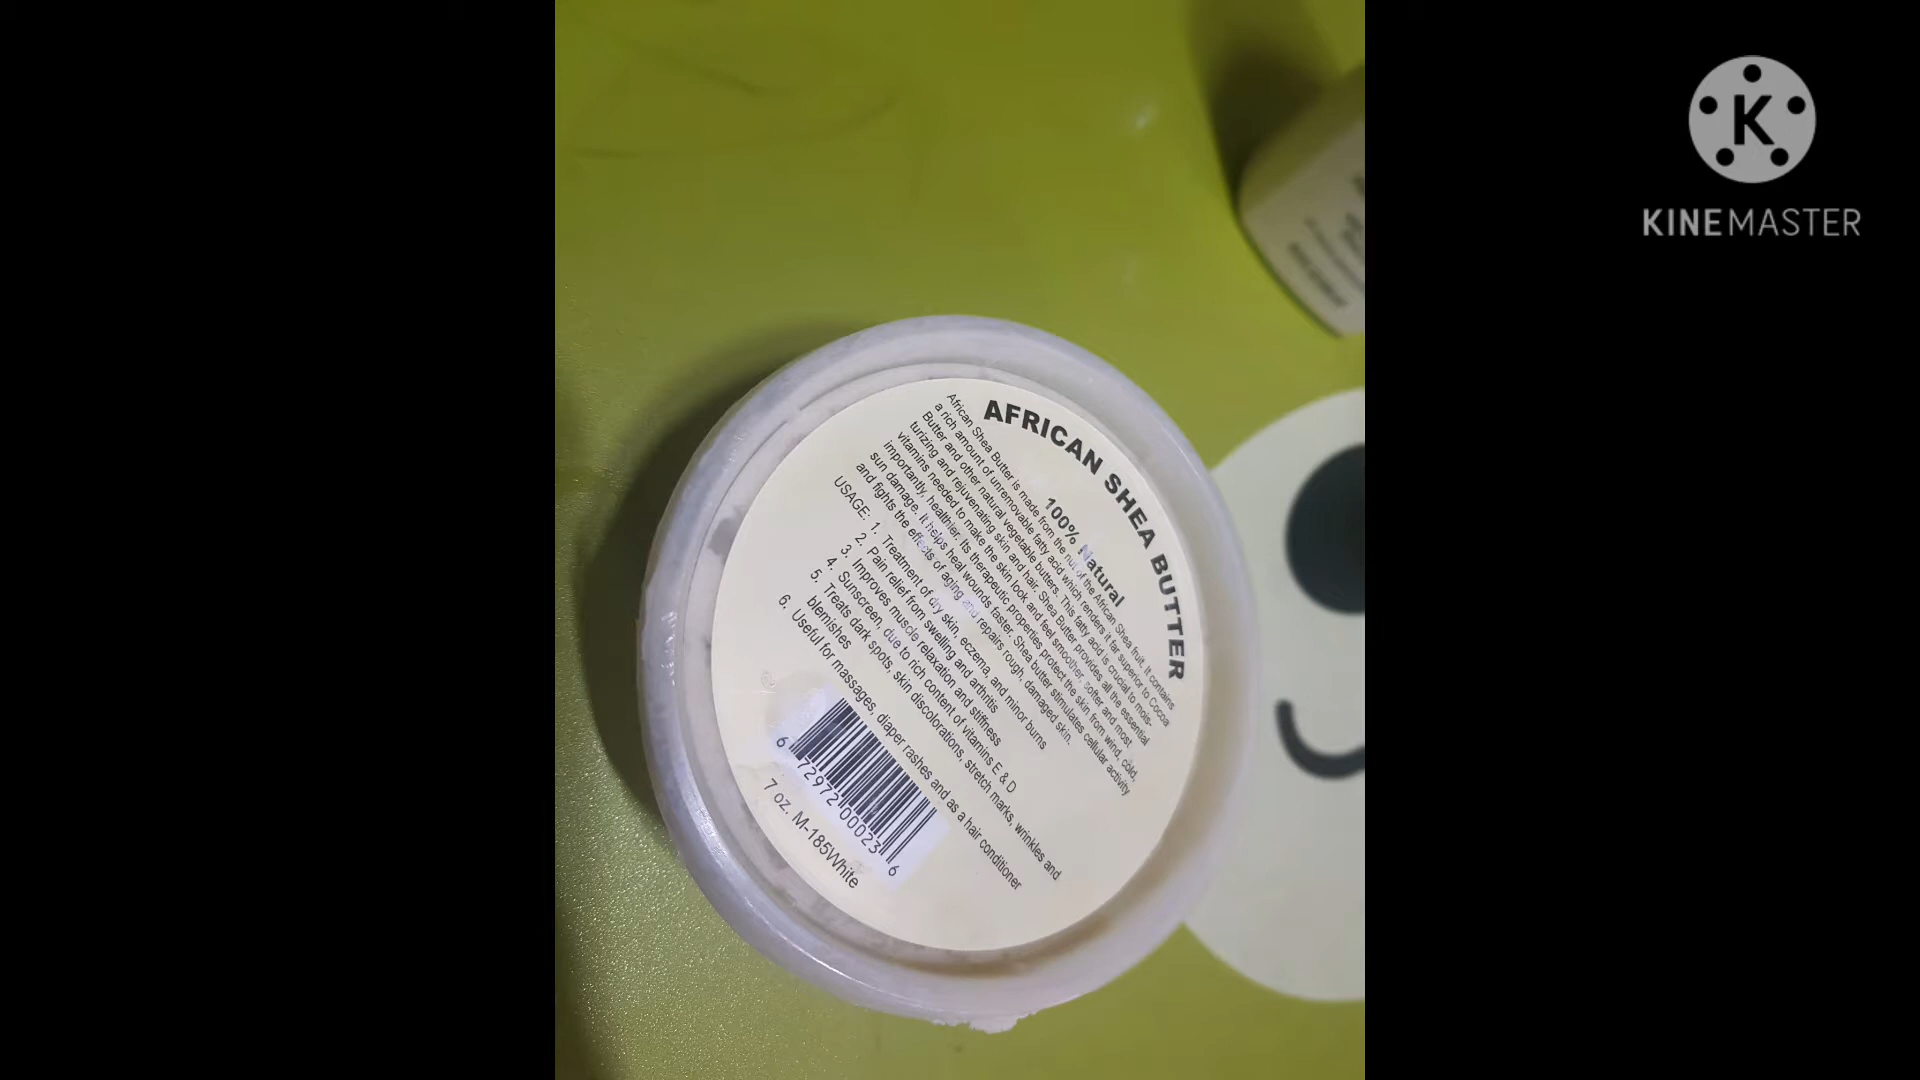 AFRICAN SHEA BUTTER
100% Natural
African Shea Butter is made from the nut of the African Shea fruit. It contains
a rich amount of unremovable fatty acid which renders it far superior to Cocoa
Butter and other natural vegetable butters. This fatty acid is crucial to mois-
turizing and rejuvenating skin and hair. Shea Butter provides all the essential
vitamins needed to make the skin look and feel smoother, softer and most
importantly, healthier. Its therapeutic properties protect the skin from wind, cold,
sun damage. It helps heal wounds faster. Shea butter stimulates cellular activity
and fights the effects of aging and repairs rough, damaged skin.
USAGE: 1. Treatment of dry skin, eczema, and minor burns
2. Pain relief from swelling and arthritis
3. Improves muscle relaxation and stiffness
4. Sunscreen, due to rich content of vitamins E & D
5. Treats dark spots, skin discolorations, stretch marks, wrinkles and
blemishes
6. Useful for massages, diaper rashes and as a hair conditioner
6 72972 00023 6
7 oz. M-185White
K
KINEMASTER